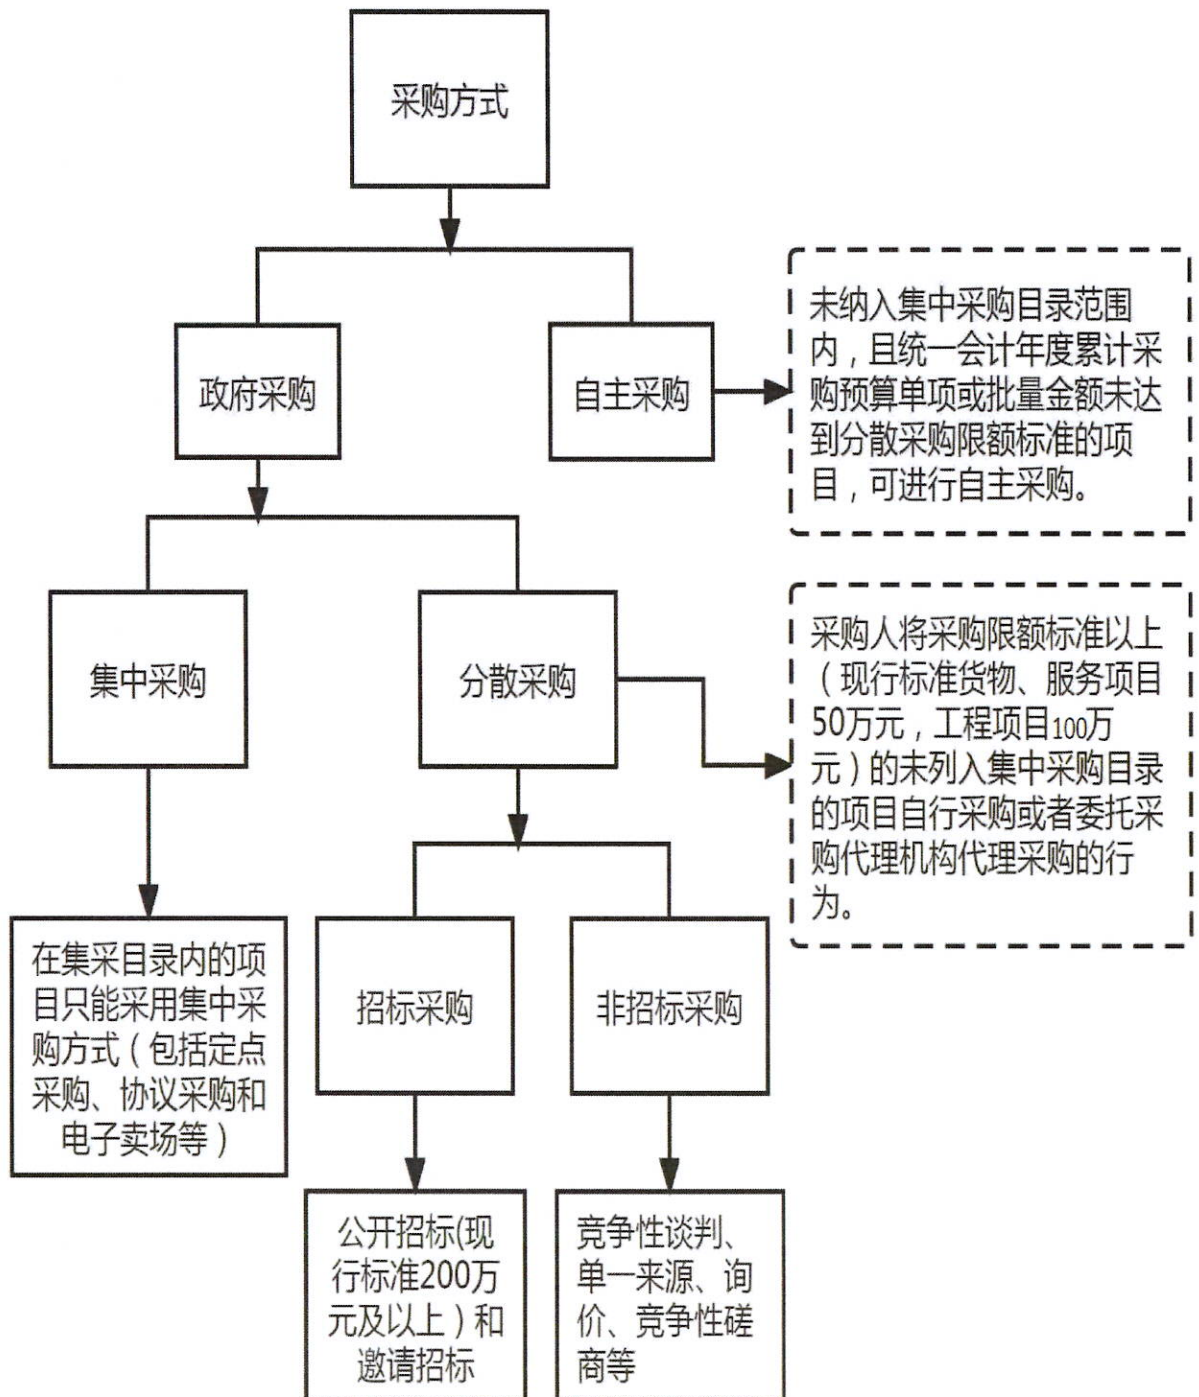 采购方式
政府采购
自主采购
未纳入集中采购目录范围
内，且统一会计年度累计采
购预算单项或批量金额未达
到分散采购限额标准的项
目，可进行自主采购。
集中采购
分散采购
采购人将采购限额标准以上
（现行标准货物、服务项目
50万元，工程项目100万
元）的未列入集中采购目录
的项目自行采购或者委托采
购代理机构代理采购的行
为。
在集采目录内的项
目只能采用集中采
购方式（包括定点
采购、协议采购和
电子卖场等）
招标采购
非招标采购
公开招标(现
行标准200万
元及以上）和
邀请招标
竞争性谈判、
单一来源、询
价、竞争性磋
商等